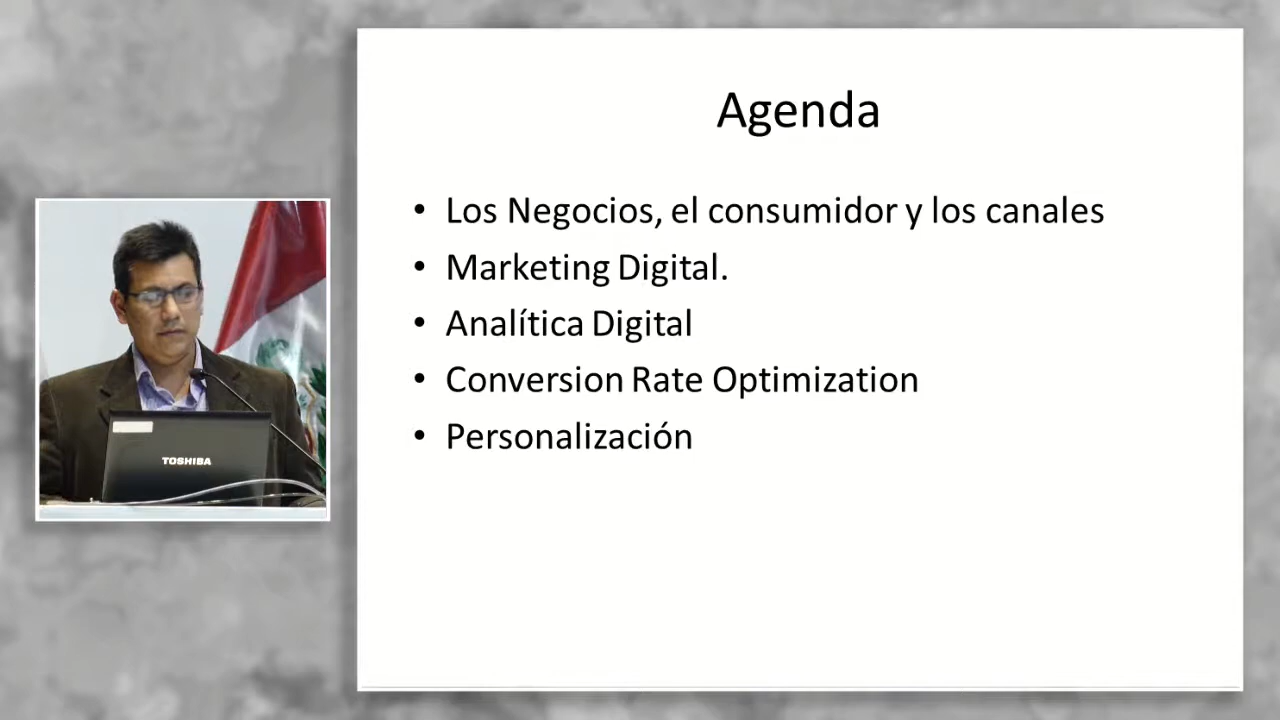 Agenda
• Los Negocios, el consumidor y los canales
• Marketing Digital.
• Analítica Digital
• Conversion Rate Optimization
• Personalización
TOSHIBA